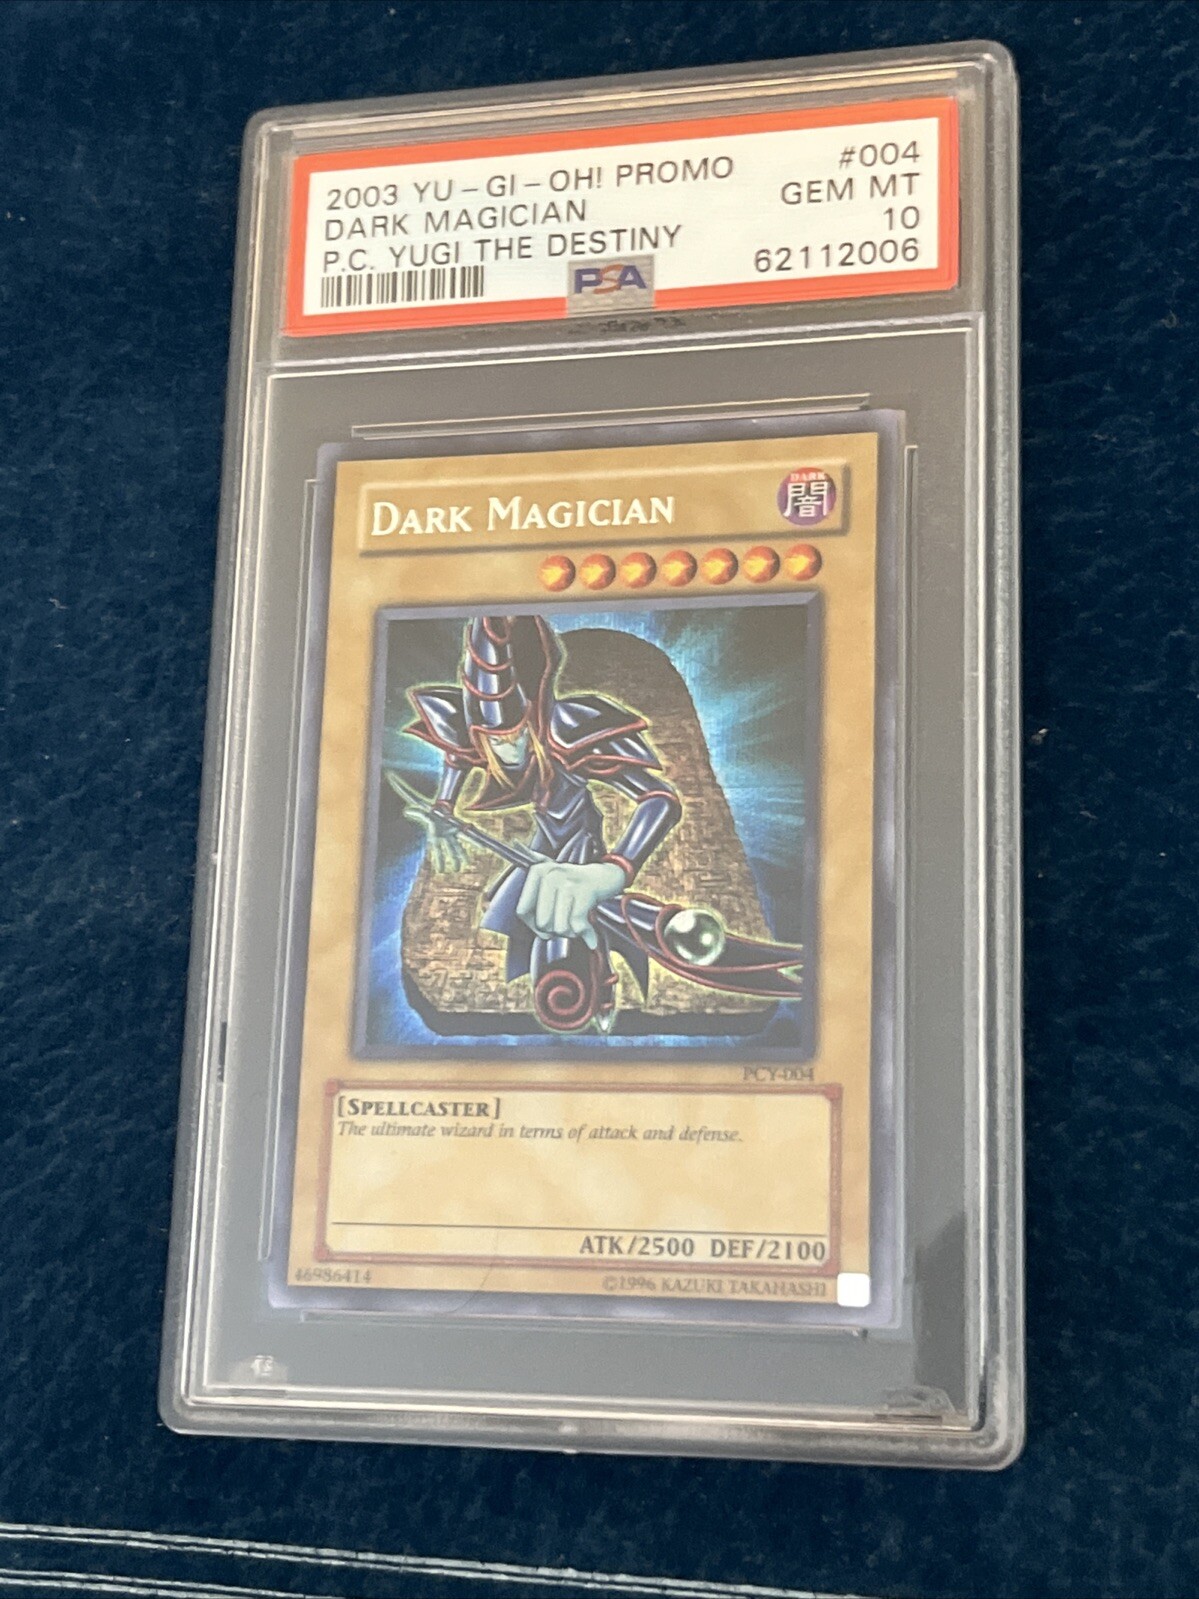 2003 YU-GI-OH! PROMO #004
DARK MAGICIAN GEM MT
P.C. YUGI THE DESTINY 10
PSA 62112006
DARK MAGICIAN
DARK
闇
PCY-004
[SPELLCASTER]
The ultimate wizard in terms of attack and defense.
ATK/2500 DEF/2100
46986414 ©1996 KAZUKI TAKAHASHI